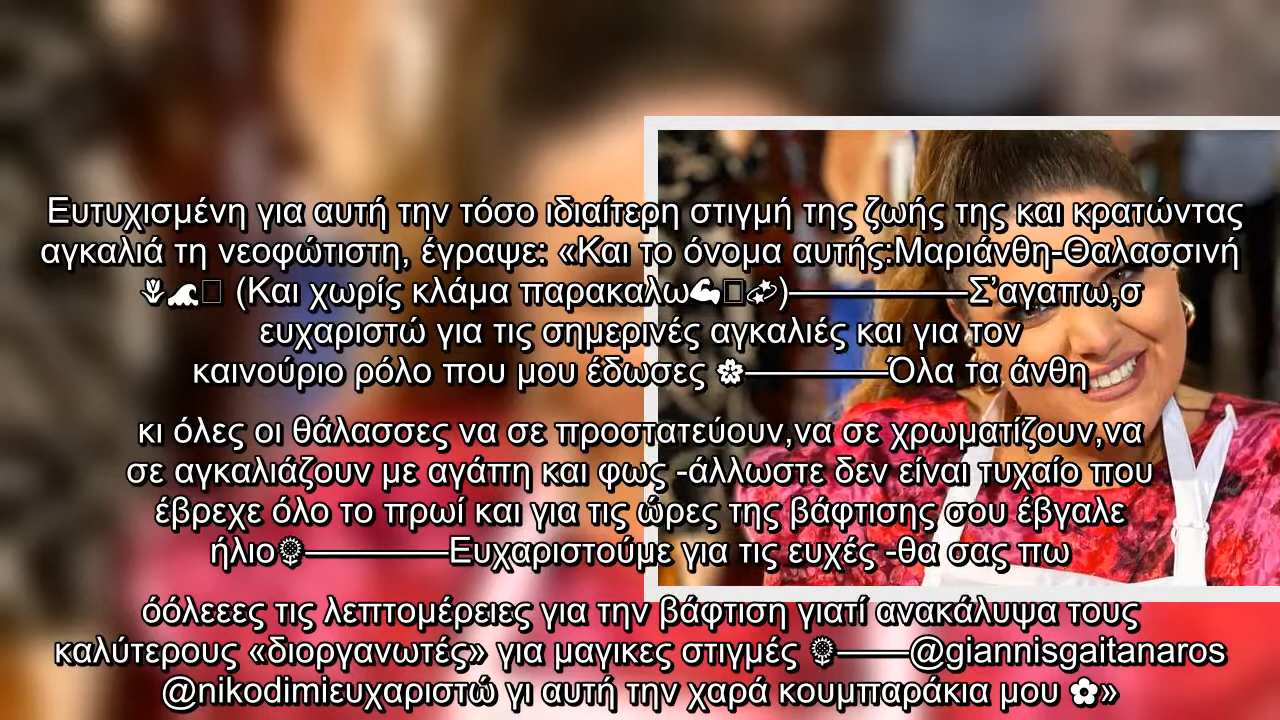 Ευτυχισμένη για αυτή την τόσο ιδιαίτερη στιγμή της ζωής της και κρατώντας
αγκαλιά τη νεοφώτιστη, έγραψε: «Και το όνομα αυτής:Μαριάνθη-Θαλασσινή
🌷🌊 (Και χωρίς κλάμα παρακαλω💪💫)—————Σ’αγαπω,σ
ευχαριστώ για τις σημερινές αγκαλιές και για τον
καινούριο ρόλο που μου έδωσες 🌸————Όλα τα άνθη
κι όλες οι θάλασσες να σε προστατεύουν,να σε χρωματίζουν,να
σε αγκαλιάζουν με αγάπη και φως -άλλωστε δεν είναι τυχαίο που
έβρεχε όλο το πρωί και για τις ώρες της βάφτισης σου έβγαλε
ήλιο🌻————Ευχαριστούμε για τις ευχές -θα σας πω
όόλεεες τις λεπτομέρειες για την βάφτιση γιατί ανακάλυψα τους
καλύτερους «διοργανωτές» για μαγικες στιγμές 🌻——@giannisgaitanaros
@nikodimiευχαριστώ γι αυτή την χαρά κουμπαράκια μου 🌼»